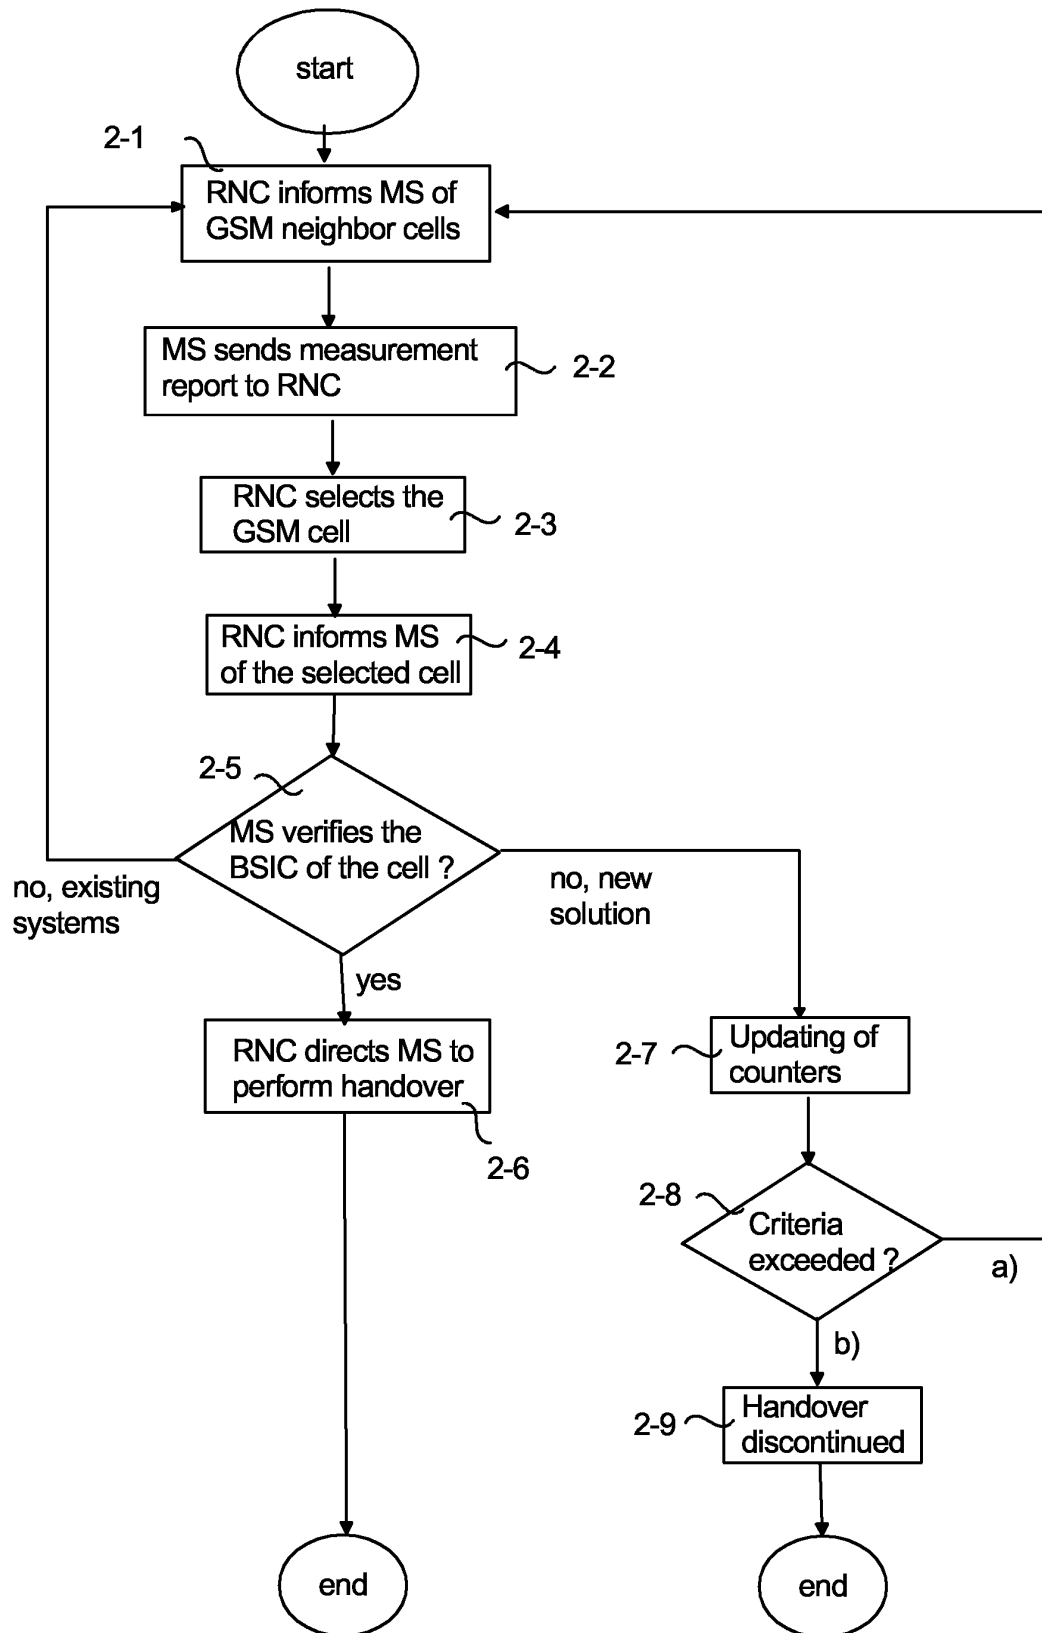 start
2-1
RNC informs MS of
GSM neighbor cells
MS sends measurement
report to RNC
2-2
RNC selects the
GSM cell
2-3
RNC informs MS
of the selected cell
2-4
2-5
MS verifies the
BSIC of the cell ?
no, existing
systems
no, new
solution
yes
RNC directs MS to
perform handover
2-6
2-7
Updating of
counters
2-8
Criteria
exceeded ?
a)
b)
2-9
Handover
discontinued
end
end